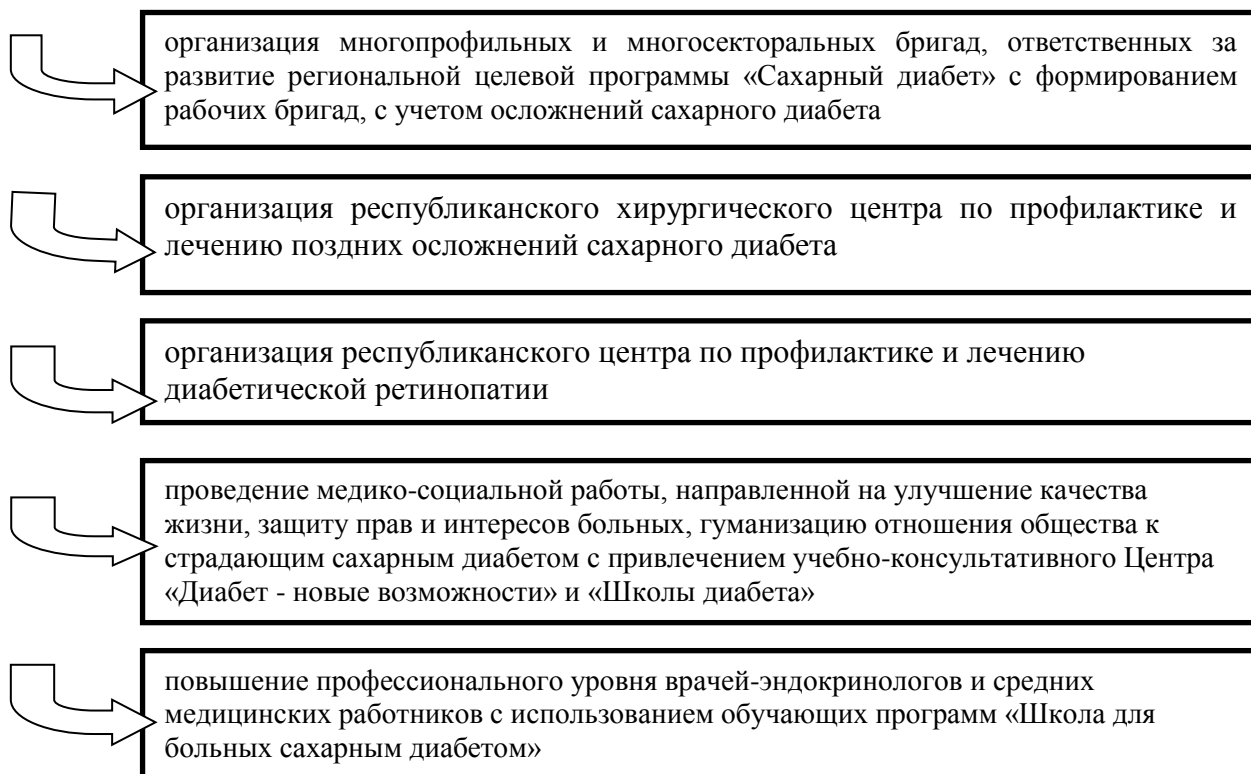 организация многопрофильных и многосекторальных бригад, ответственных за
развитие региональной целевой программы «Сахарный диабет» с формированием
рабочих бригад, с учетом осложнений сахарного диабета
организация республиканского хирургического центра по профилактике и
лечению поздних осложнений сахарного диабета
организация республиканского центра по профилактике и лечению
диабетической ретинопатии
проведение медико-социальной работы, направленной на улучшение качества
жизни, защиту прав и интересов больных, гуманизацию отношения общества к
страдающим сахарным диабетом с привлечением учебно-консультативного Центра
«Диабет - новые возможности» и «Школы диабета»
повышение профессионального уровня врачей-эндокринологов и средних
медицинских работников с использованием обучающих программ «Школа для
больных сахарным диабетом»